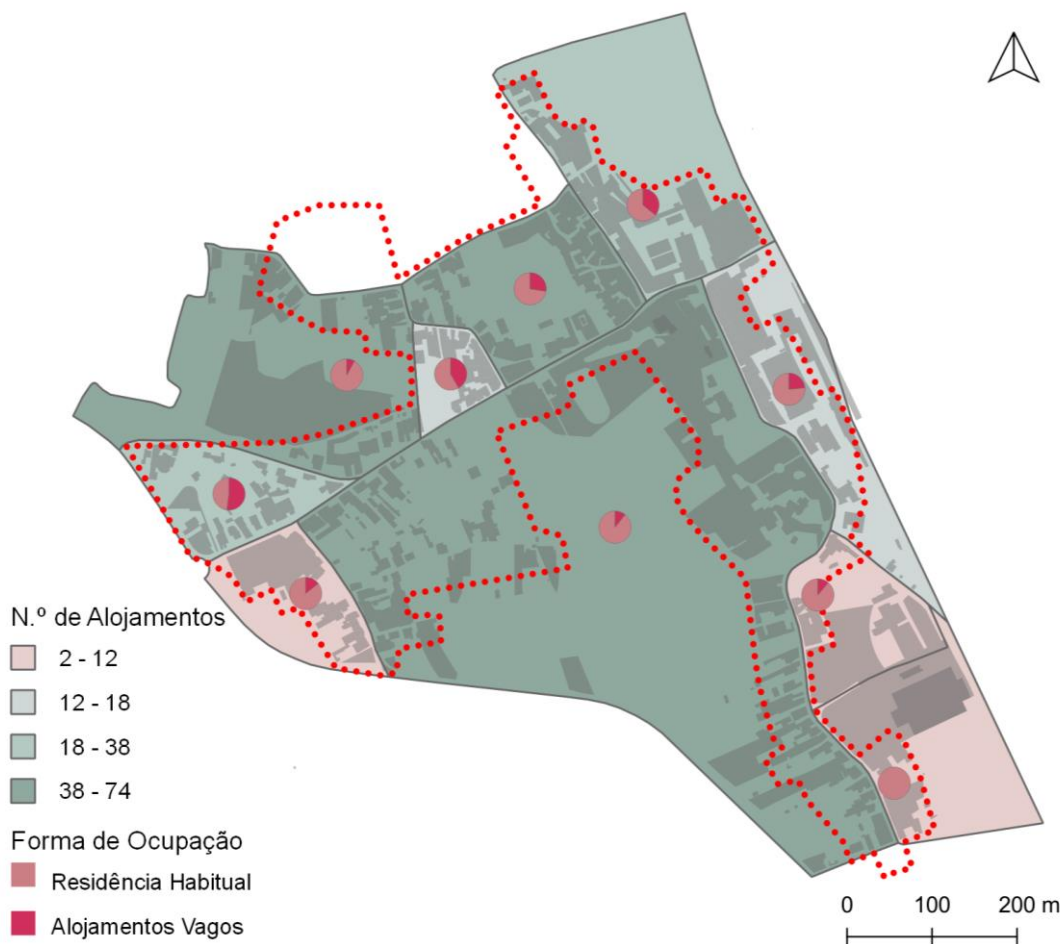 N.º de Alojamentos
2 - 12
12 - 18
18 - 38
38 - 74
Forma de Ocupação
Residência Habitual
Alojamentos Vagos
0 100 200 m